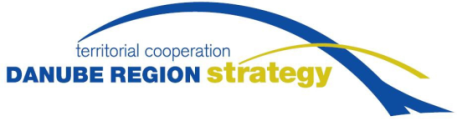 territorial cooperation
DANUBE REGION strategy